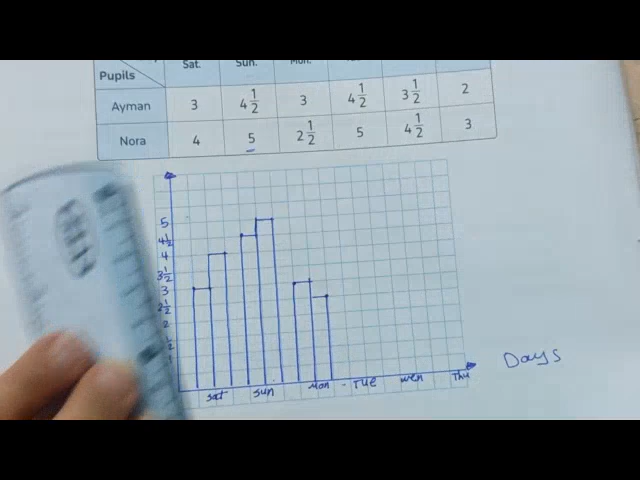 Sat. Sun. Mon.
Pupils
Ayman 3 4 1/2 3 4 1/2 3 1/2 2
Nora 4 5 2 1/2 5 4 1/2 3
5
4 1/2
4
3 1/2
3
2 1/2
2
1
Sat Sun Mon Tue Wen Thu
Days